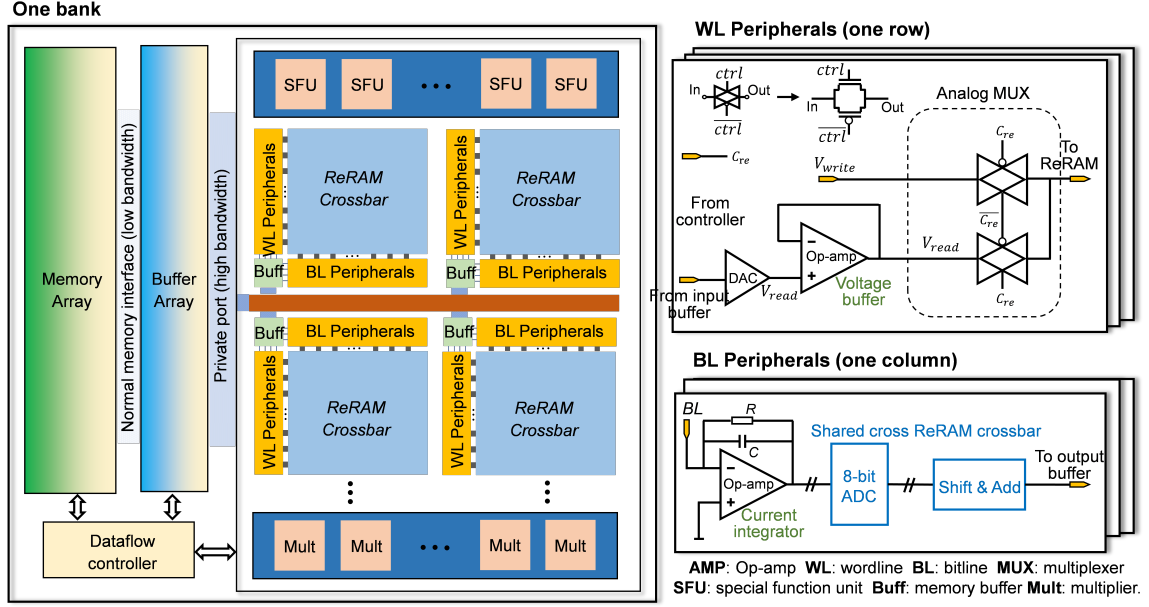 One bank
Memory
Array
Normal memory interface (low bandwidth)
Buffer
Array
Private port (high bandwidth)
Dataflow
controller
SFU SFU ··· SFU SFU
WL Peripherals
ReRAM
Crossbar
WL Peripherals
ReRAM
Crossbar
Buff BL Peripherals
Buff BL Peripherals
Buff BL Peripherals
Buff BL Peripherals
WL Peripherals
ReRAM
Crossbar
WL Peripherals
ReRAM
Crossbar
Mult Mult ··· Mult Mult
WL Peripherals (one row)
ctrl
In Out
ctrl
ctrl
In Out
ctrl
Analog MUX
C_re
C_re
To
ReRAM
V_write
From
controller
C_re
V_read
C_re
− Op-amp +
DAC
V_read
Voltage
buffer
From input
buffer
BL Peripherals (one column)
BL
R
C
− Op-amp +
Current
integrator
Shared cross ReRAM crossbar
8-bit
ADC
Shift & Add
To output
buffer
AMP: Op-amp WL: wordline BL: bitline MUX: multiplexer
SFU: special function unit Buff: memory buffer Mult: multiplier.